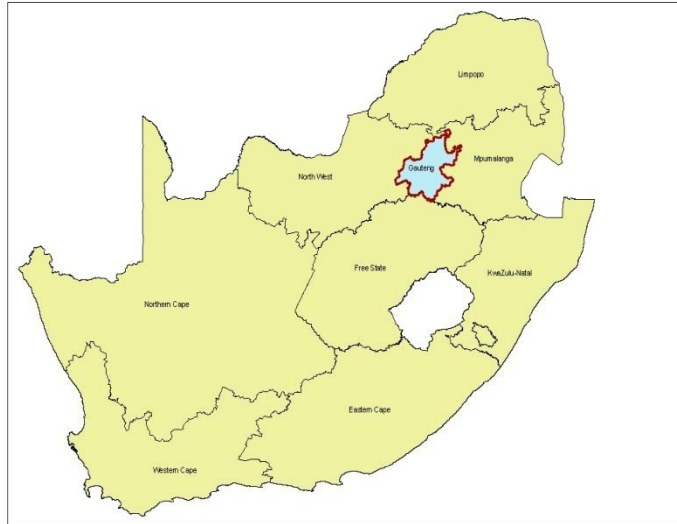 Limpopo
Mpumalanga
Gauteng
North West
Free State
KwaZulu-Natal
Northern Cape
Eastern Cape
Western Cape